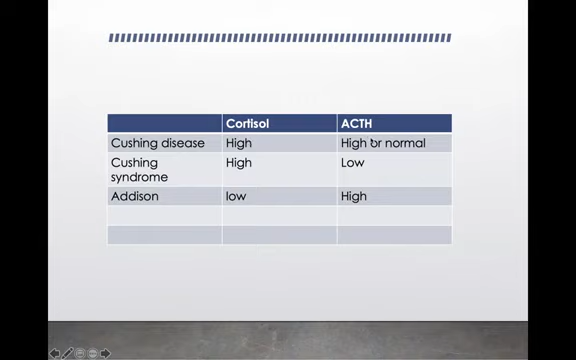 Cortisol ACTH
Cushing disease High High or normal
Cushing syndrome High Low
Addison low High